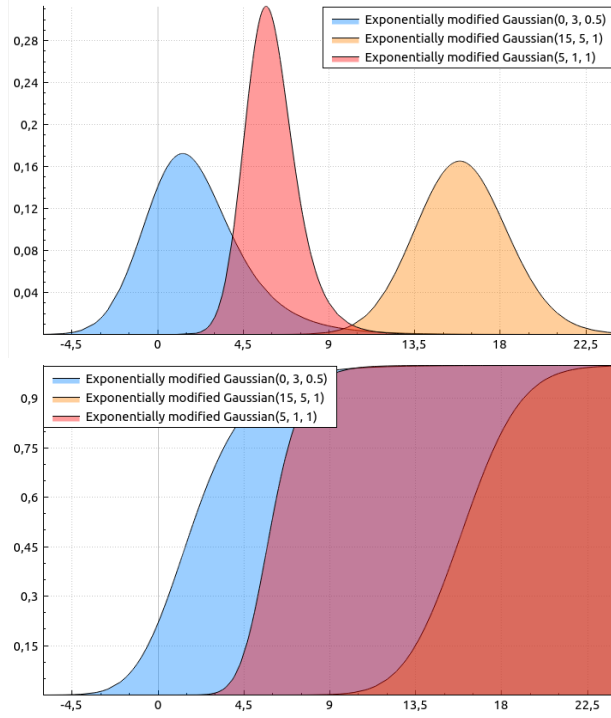 0,28
0,24
0,2
0,16
0,12
0,08
0,04
Exponentially modified Gaussian(0, 3, 0.5)
Exponentially modified Gaussian(15, 5, 1)
Exponentially modified Gaussian(5, 1, 1)
-4,5 0 4,5 9 13,5 18 22,5
Exponentially modified Gaussian(0, 3, 0.5)
Exponentially modified Gaussian(15, 5, 1)
Exponentially modified Gaussian(5, 1, 1)
0,9
0,75
0,6
0,45
0,3
0,15
-4,5 0 4,5 9 13,5 18 22,5